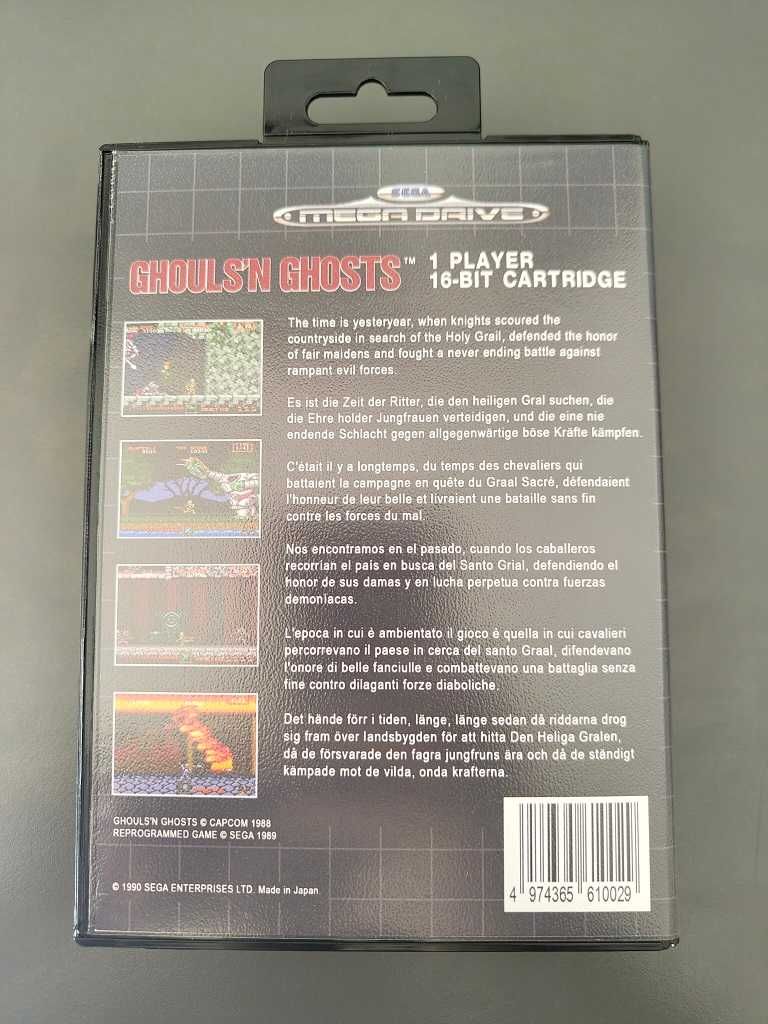 SEGA
MEGA DRIVE
GHOULS'N GHOSTS™ 1 PLAYER
16-BIT CARTRIDGE
The time is yesteryear, when knights scoured the
countryside in search of the Holy Grail, defended the honor
of fair maidens and fought a never ending battle against
rampant evil forces.
Es ist die Zeit der Ritter, die den heiligen Gral suchen, die
die Ehre holder Jungfrauen verteidigen, und die eine nie
endende Schlacht gegen allgegenwärtige böse Kräfte kämpfen.
C'était il y a longtemps, du temps des chevaliers qui
battaient la campagne en quête du Graal Sacré, défendaient
l'honneur de leur belle et livraient une bataille sans fin
contre les forces du mal.
Nos encontramos en el pasado, cuando los caballeros
recorrían el país en busca del Santo Grial, defendiendo el
honor de sus damas y en lucha perpetua contra fuerzas
demoníacas.
L'epoca in cui è ambientato il gioco è quella in cui cavalieri
percorrevano il paese in cerca del santo Graal, difendevano
l'onore di belle fanciulle e combattevano una battaglia senza
fine contro dilaganti forze diaboliche.
Det hände förr i tiden, länge, länge sedan då riddarna drog
sig fram över landsbygden för att hitta Den Heliga Gralen,
då de försvarade den fagra jungfruns ära och då de ständigt
kämpade mot de vilda, onda krafterna.
GHOULS'N GHOSTS © CAPCOM 1988
REPROGRAMMED GAME © SEGA 1989
© 1990 SEGA ENTERPRISES LTD. Made in Japan.
4 974365 610029